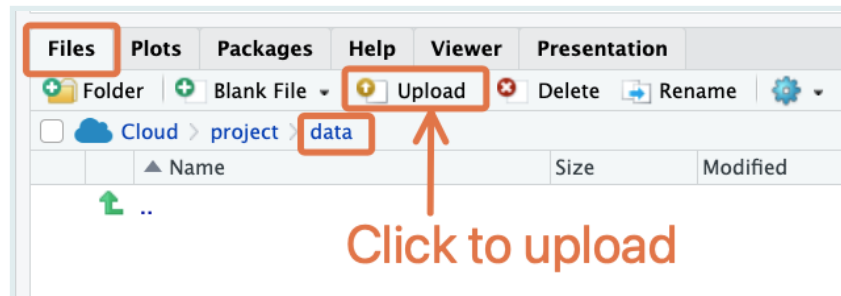 Files Plots Packages Help Viewer Presentation
Folder Blank File Upload Delete Rename
Cloud project data
Name Size Modified
..
Click to upload